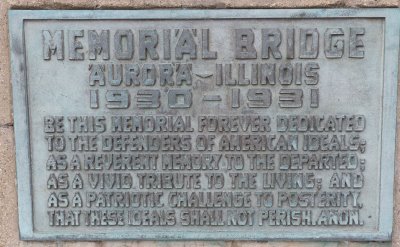 MEMORIAL BRIDGE
AURORA - ILLINOIS
1930 - 1931
BE THIS MEMORIAL FOREVER DEDICATED
TO THE DEFENDERS OF AMERICAN IDEALS;
AS A REVERENT MEMORY TO THE DEPARTED;
AS A VIVID TRIBUTE TO THE LIVING; AND
AS A PATRIOTIC CHALLENGE TO POSTERITY,
THAT THESE IDEALS SHALL NOT PERISH. ANON.